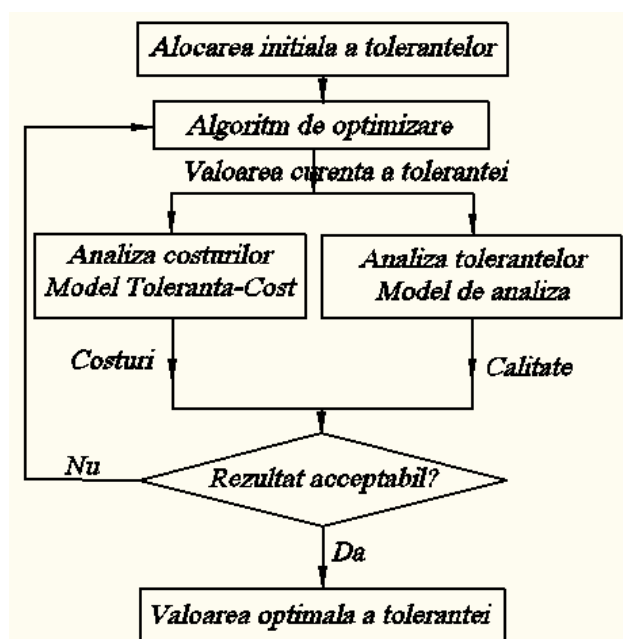 Alocarea initiala a tolerantelor
Algoritm de optimizare
Valoarea curenta a tolerantei
Analiza costurilor
Model Toleranta-Cost
Analiza tolerantelor
Model de analiza
Costuri
Calitate
Nu
Rezultat acceptabil?
Da
Valoarea optimala a tolerantei